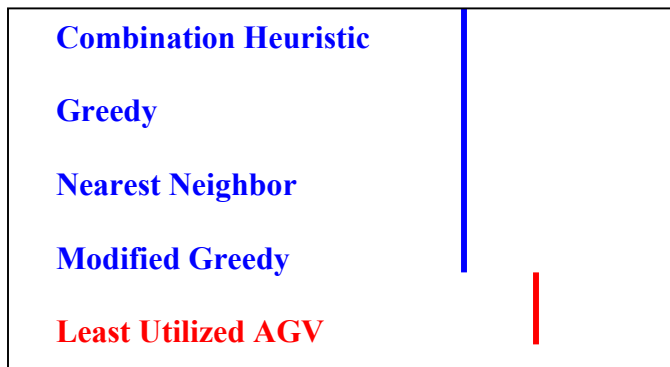 Combination Heuristic
Greedy
Nearest Neighbor
Modified Greedy
Least Utilized AGV